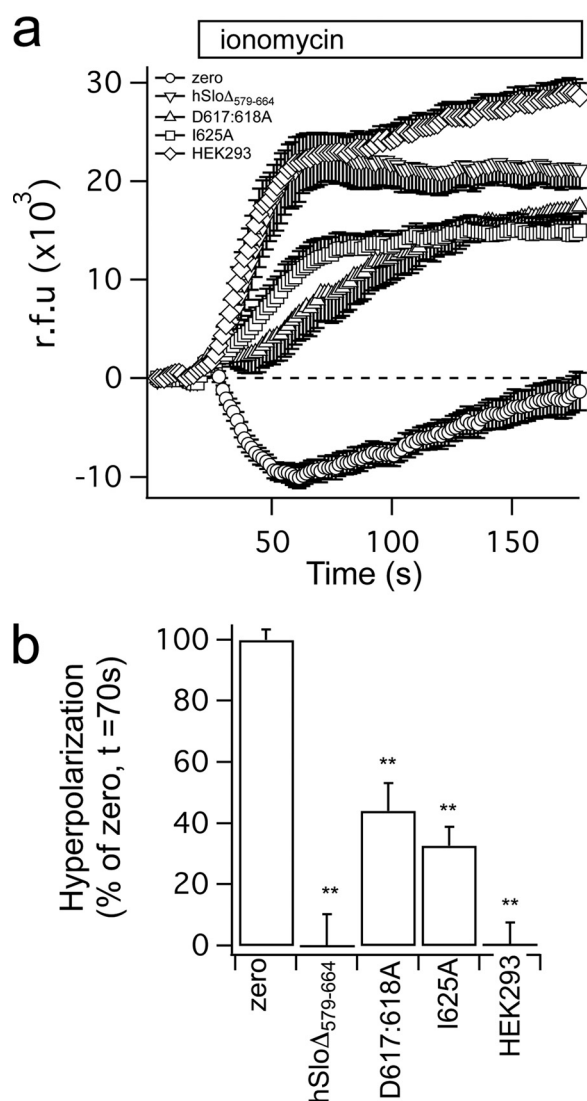 a
ionomycin
zero
hSloΔ579-664
D617:618A
I625A
HEK293
r.f.u (x10³)
30
20
10
0
-10
50
100
150
Time (s)
b
Hyperpolarization
(% of zero, t =70s)
100
80
60
40
20
0
**
**
**
**
zero
hSloΔ579-664
D617:618A
I625A
HEK293